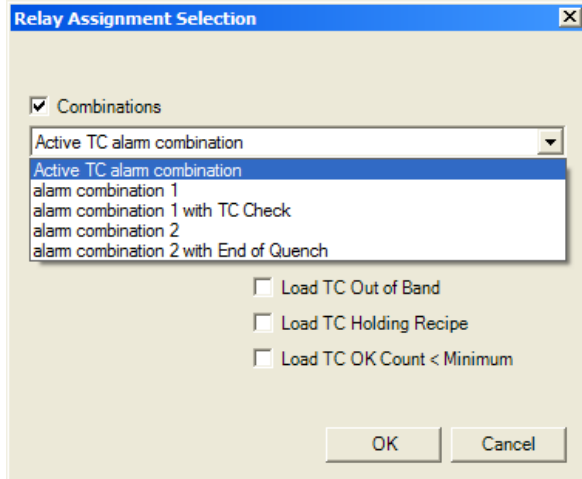 Relay Assignment Selection
Combinations
Active TC alarm combination
Active TC alarm combination
alarm combination 1
alarm combination 1 with TC Check
alarm combination 2
alarm combination 2 with End of Quench
Load TC Out of Band
Load TC Holding Recipe
Load TC OK Count < Minimum
OK Cancel